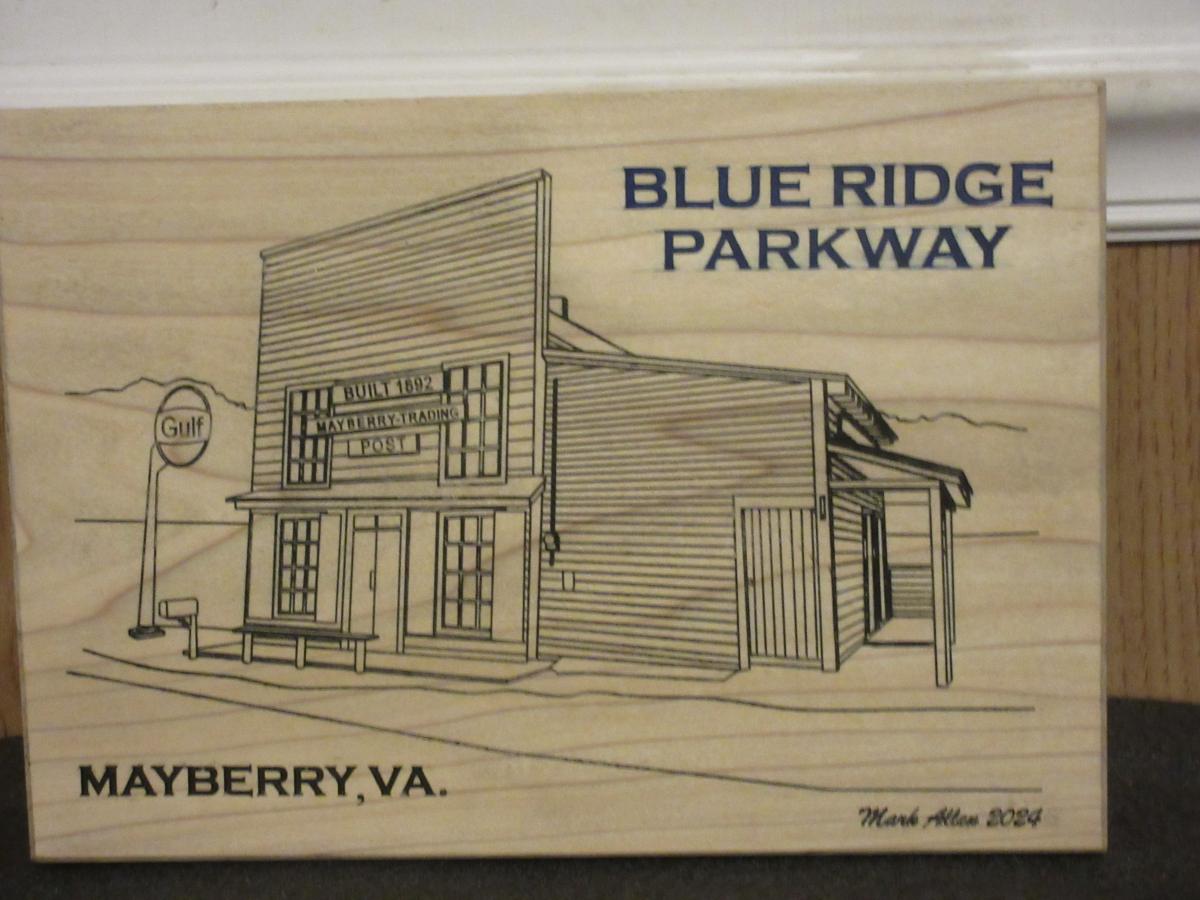 BLUE RIDGE
PARKWAY
BUILT 1892
MAYBERRY-TRADING
POST
Gulf
MAYBERRY, VA.
Mark Allen 2024